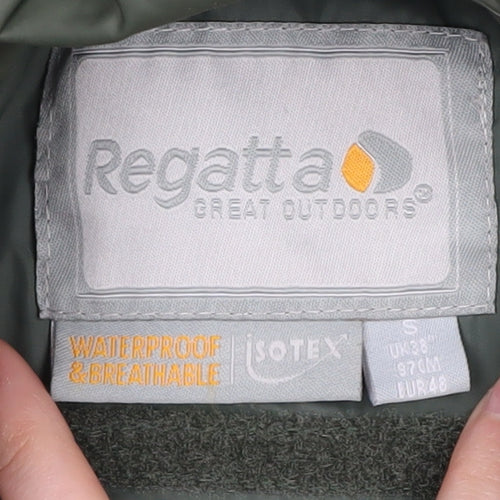 Regatta®
GREAT OUTDOORS
WATERPROOF
& BREATHABLE
ISOTEX
S
UK 38"
97CM
EUR 48